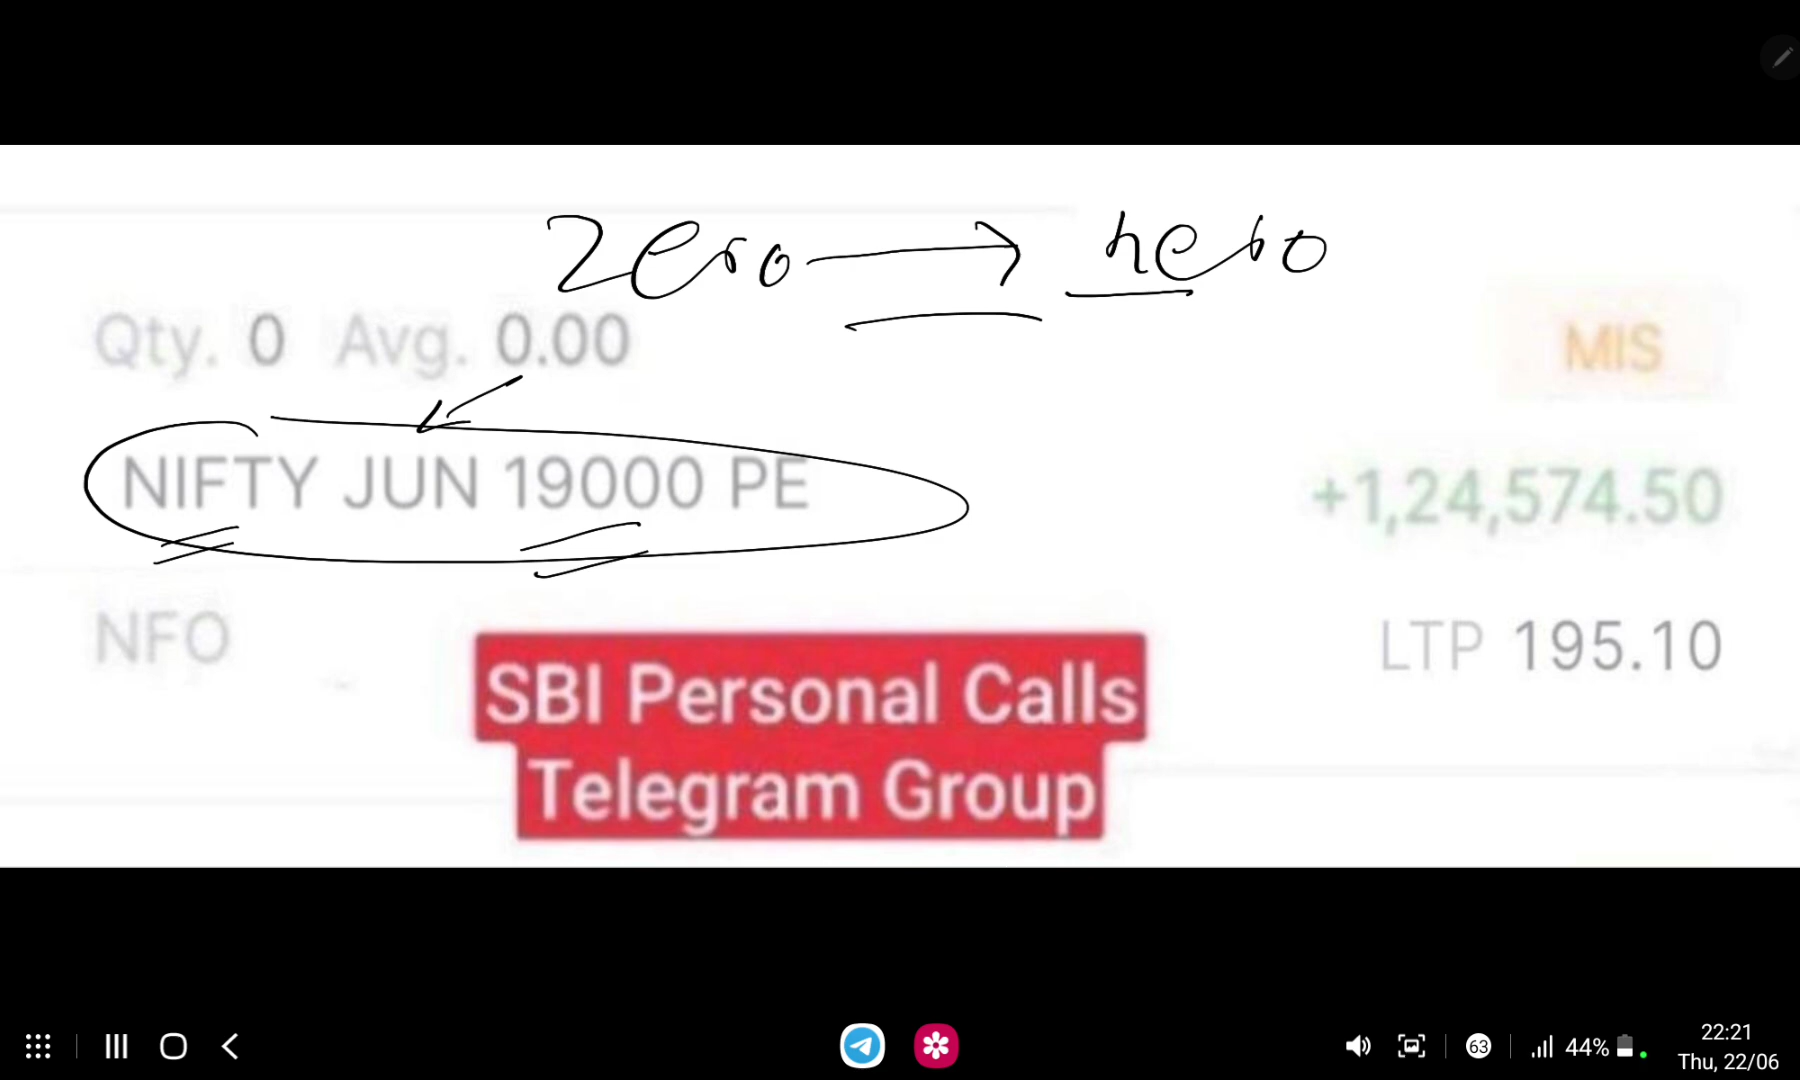 Zero → hero
Qty. 0 Avg. 0.00
MIS
NIFTY JUN 19000 PE
+1,24,574.50
NFO
LTP 195.10
SBI Personal Calls
Telegram Group
63
44%
22:21
Thu, 22/06